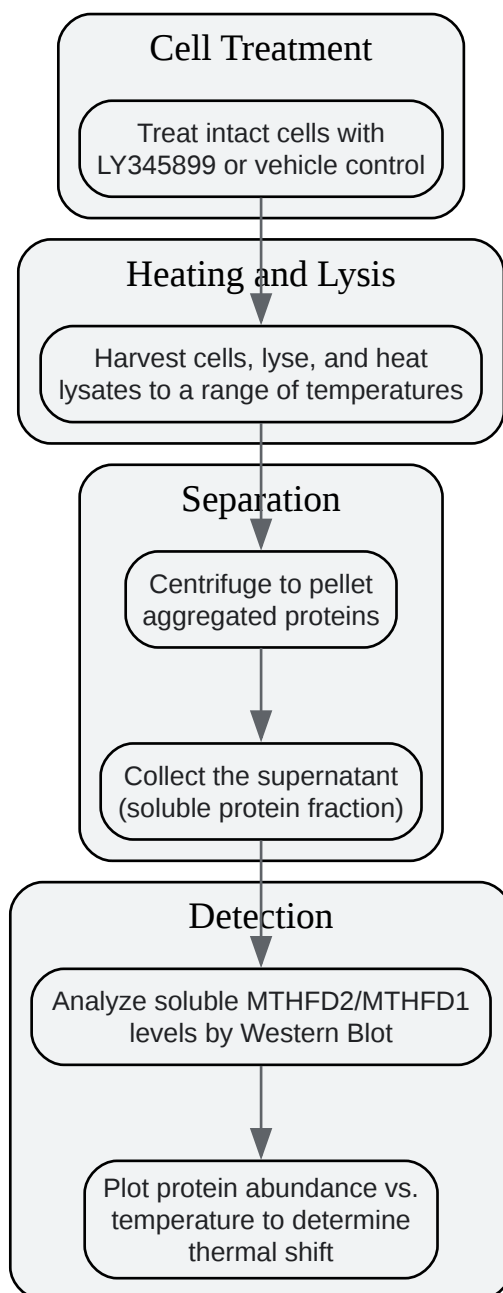 Cell Treatment
Treat intact cells with
LY345899 or vehicle control
Heating and Lysis
Harvest cells, lyse, and heat
lysates to a range of temperatures
Separation
Centrifuge to pellet
aggregated proteins
Collect the supernatant
(soluble protein fraction)
Detection
Analyze soluble MTHFD2/MTHFD1
levels by Western Blot
Plot protein abundance vs.
temperature to determine
thermal shift